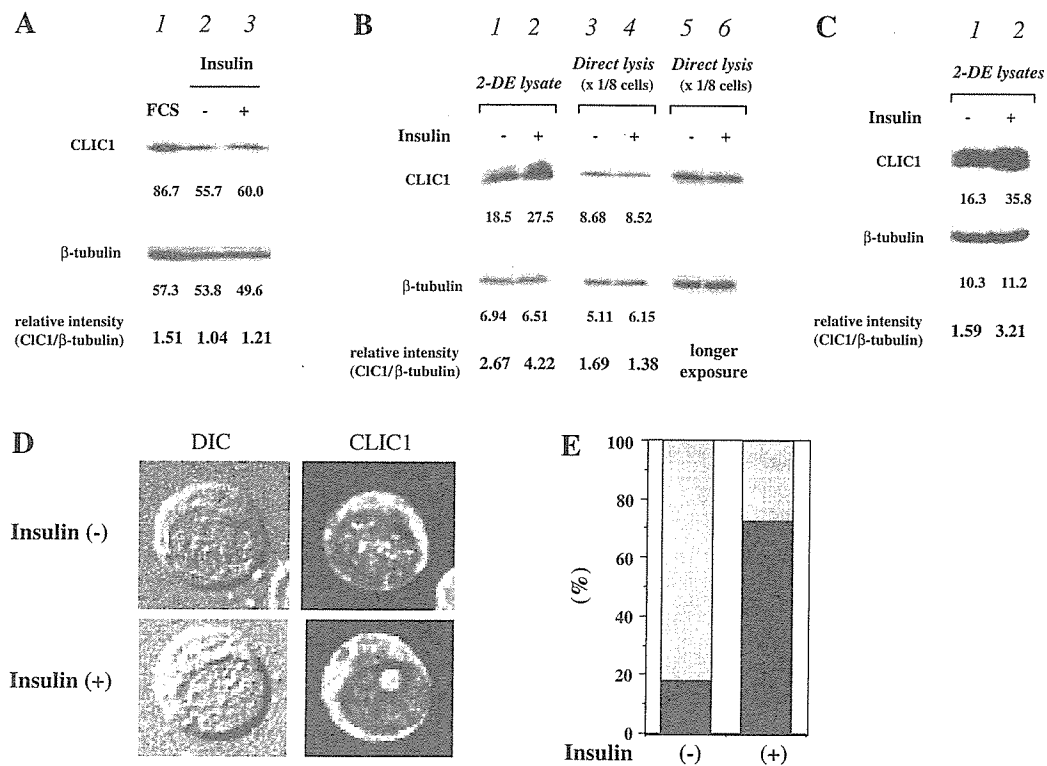 A
1 2 3
Insulin
FCS - +
CLIC1
86.7 55.7 60.0
β-tubulin
57.3 53.8 49.6
relative intensity
(ClC1/β-tubulin) 1.51 1.04 1.21
B
1 2 3 4 5 6
2-DE lysate Direct lysis Direct lysis
(x 1/8 cells) (x 1/8 cells)
Insulin - + - + - +
CLIC1
18.5 27.5 8.68 8.52
β-tubulin
6.94 6.51 5.11 6.15
relative intensity
(ClC1/β-tubulin) 2.67 4.22 1.69 1.38
longer
exposure
C
1 2
2-DE lysates
Insulin - +
CLIC1
16.3 35.8
β-tubulin
10.3 11.2
relative intensity
(ClC1/β-tubulin) 1.59 3.21
D
DIC CLIC1
Insulin (-)
Insulin (+)
E
100
80
60
40
20
0
(%)
Insulin (-) (+)